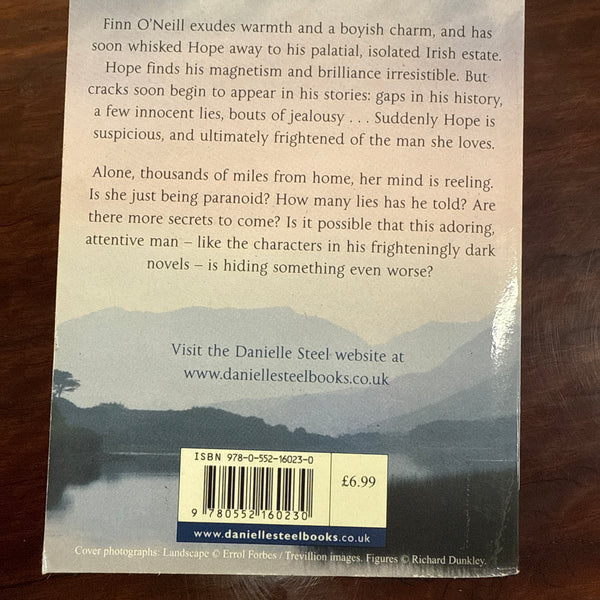 Finn O'Neill exudes warmth and a boyish charm, and has
soon whisked Hope away to his palatial, isolated Irish estate.
Hope finds his magnetism and brilliance irresistible. But
cracks soon begin to appear in his stories: gaps in his history,
a few innocent lies, bouts of jealousy . . . Suddenly Hope is
suspicious, and ultimately frightened of the man she loves.
Alone, thousands of miles from home, her mind is reeling.
Is she just being paranoid? How many lies has he told? Are
there more secrets to come? Is it possible that this adoring,
attentive man – like the characters in his frighteningly dark
novels – is hiding something even worse?
Visit the Danielle Steel website at
www.daniellesteelbooks.co.uk
ISBN 978-0-552-16023-0
£6.99
9 780552 160230
www.daniellesteelbooks.co.uk
Cover photographs: Landscape © Errol Forbes / Trevillion images. Figures © Richard Dunkley.